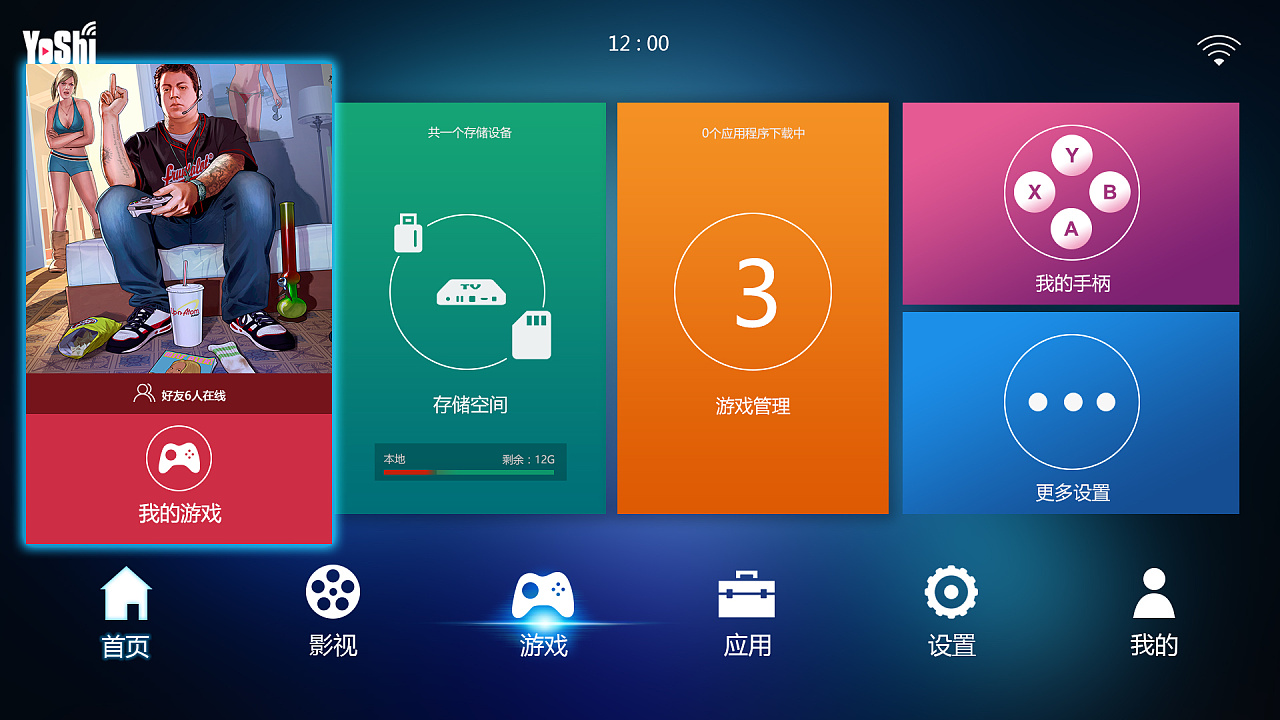 YoShi
12 : 00
好友6人在线
我的游戏
共一个存储设备
TV
存储空间
本地
剩余：12G
0个应用程序下载中
3
游戏管理
Y
X
B
A
我的手柄
更多设置
首页
影视
游戏
应用
设置
我的